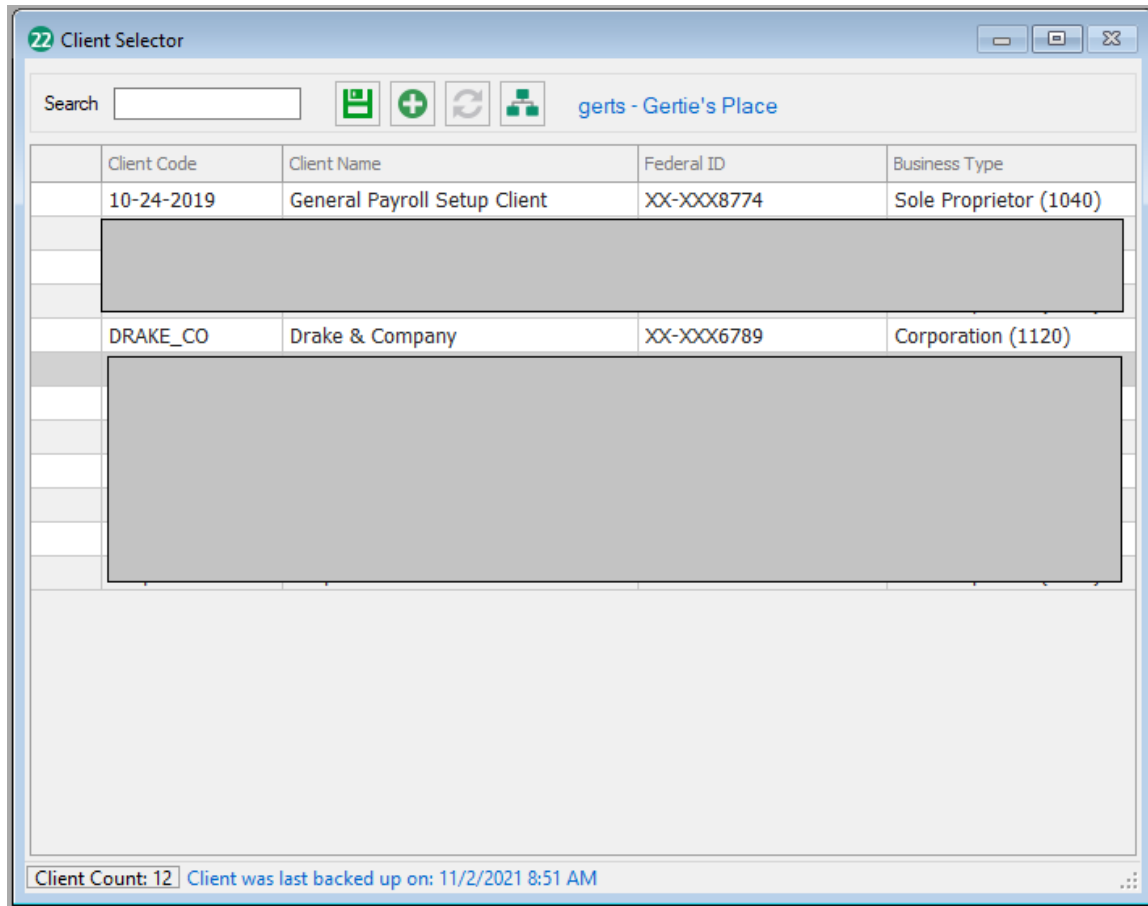 22 Client Selector
Search gerts - Gertie's Place
Client Code Client Name Federal ID Business Type
10-24-2019 General Payroll Setup Client XX-XXX8774 Sole Proprietor (1040)
DRAKE_CO Drake & Company XX-XXX6789 Corporation (1120)
Client Count: 12 Client was last backed up on: 11/2/2021 8:51 AM